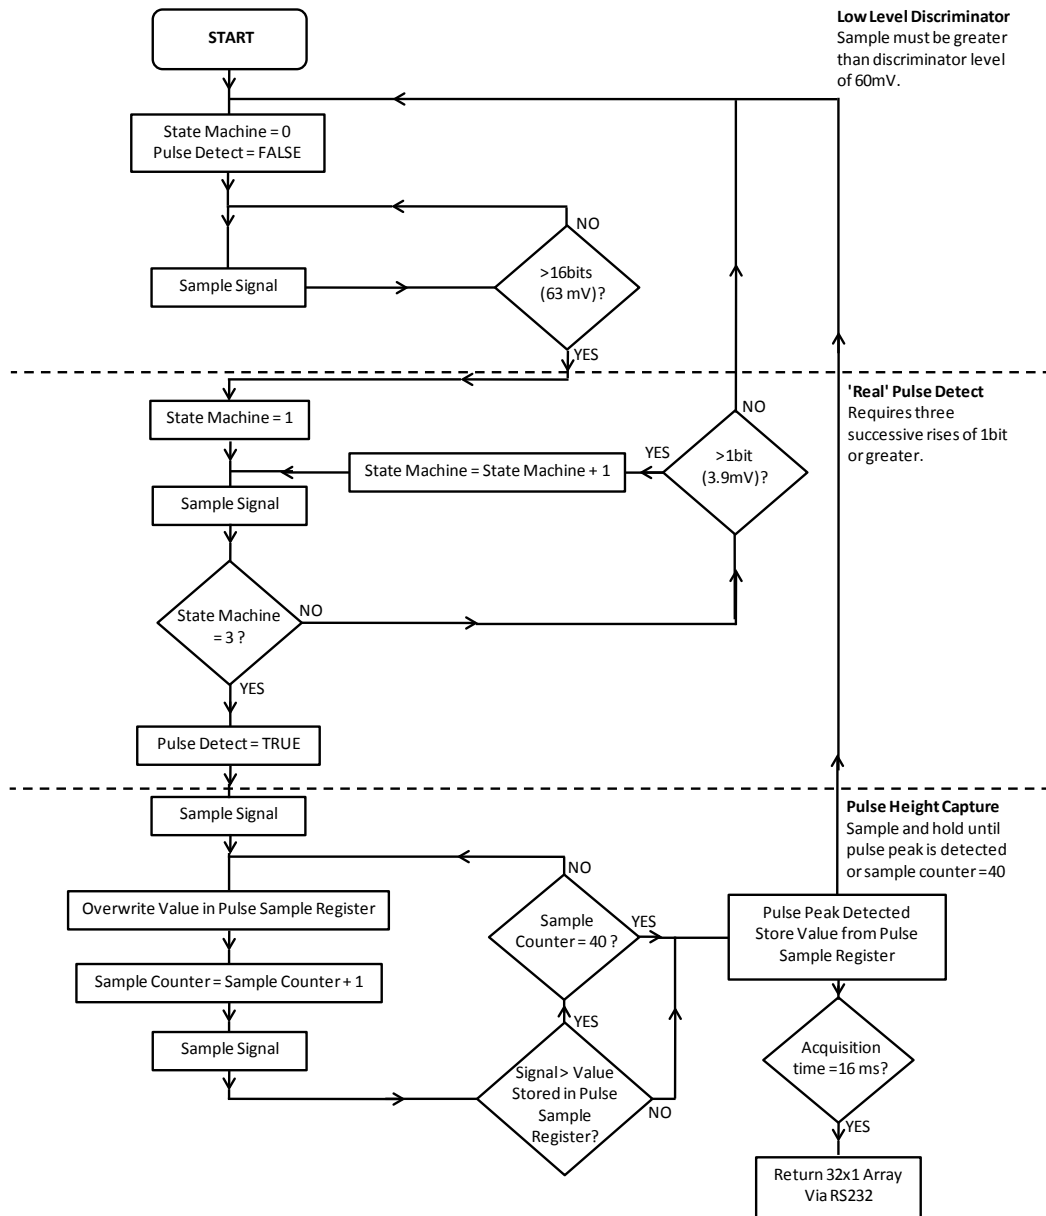 START
Low Level Discriminator
Sample must be greater
than discriminator level
of 60mV.
State Machine = 0
Pulse Detect = FALSE
NO
>16bits
(63 mV)?
Sample Signal
YES
'Real' Pulse Detect
Requires three
successive rises of 1bit
or greater.
State Machine = 1
NO
>1bit
(3.9mV)?
YES
State Machine = State Machine + 1
Sample Signal
State Machine
= 3 ?
NO
YES
Pulse Detect = TRUE
Pulse Height Capture
Sample and hold until
pulse peak is detected
or sample counter =40
Sample Signal
NO
Overwrite Value in Pulse Sample Register
Sample
Counter = 40 ?
YES
Pulse Peak Detected
Store Value from Pulse
Sample Register
Sample Counter = Sample Counter + 1
YES
Sample Signal
Signal > Value
Stored in Pulse
Sample
Register?
NO
Acquisition
time =16 ms?
YES
Return 32x1 Array
Via RS232